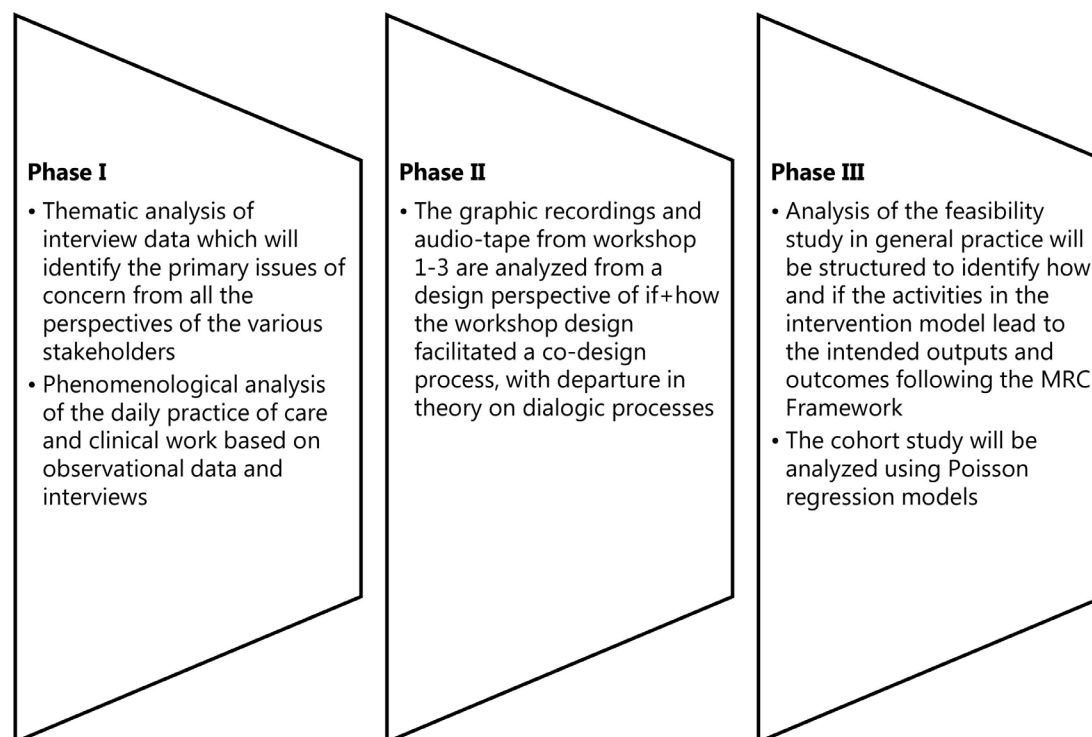 Phase I
• Thematic analysis of
interview data which will
identify the primary issues of
concern from all the
perspectives of the various
stakeholders
• Phenomenological analysis
of the daily practice of care
and clinical work based on
observational data and
interviews
Phase II
• The graphic recordings and
audio-tape from workshop
1-3 are analyzed from a
design perspective of if+how
the workshop design
facilitated a co-design
process, with departure in
theory on dialogic processes
Phase III
• Analysis of the feasibility
study in general practice will
be structured to identify how
and if the activities in the
intervention model lead to
the intended outputs and
outcomes following the MRC
Framework
• The cohort study will be
analyzed using Poisson
regression models